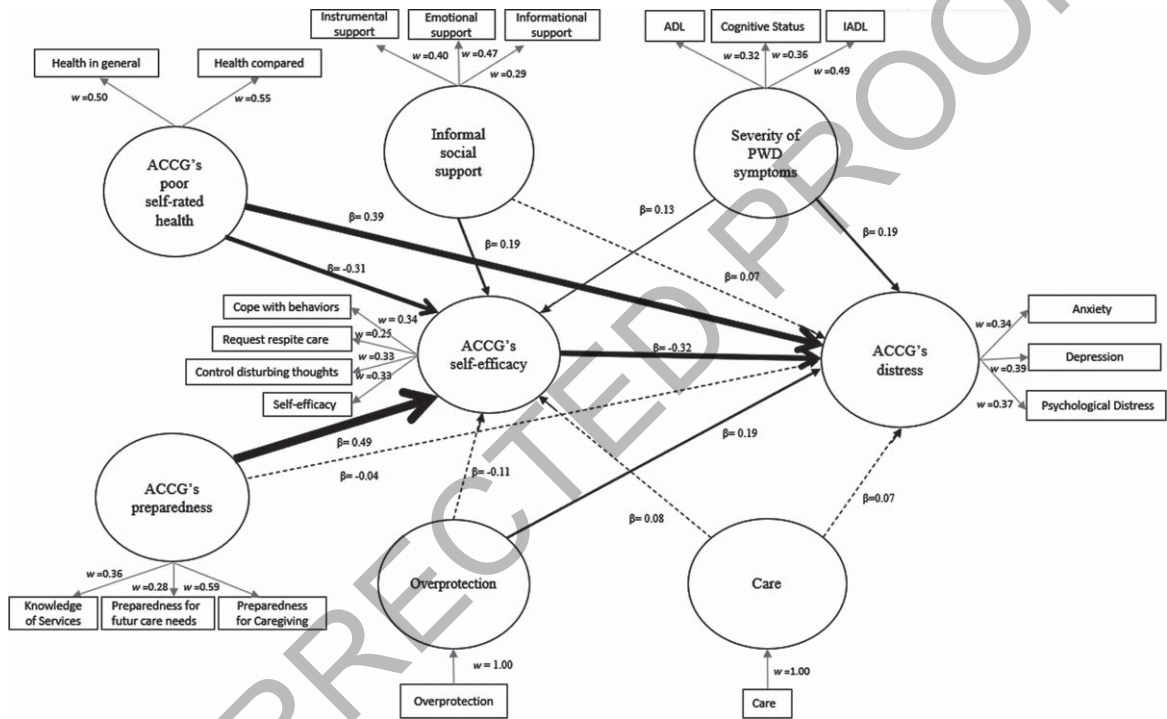 Instrumental
support
Emotional
support
Informational
support
w =0.40
w =0.47
w =0.29
ADL
Cognitive Status
IADL
w =0.32
w =0.36
w =0.49
Health in general
Health compared
w =0.50
w =0.55
ACCG's
poor
self-rated
health
Informal
social
support
Severity of
PWD
symptoms
β= 0.39
β= -0.31
β= 0.19
β= 0.13
β= 0.07
β= 0.19
Cope with behaviors
Request respite care
Control disturbing thoughts
Self-efficacy
w = 0.34
w=0.25
w =0.33
w =0.33
ACCG's
self-efficacy
β= -0.32
ACCG's
distress
Anxiety
Depression
Psychological Distress
w =0.34
w =0.39
w =0.37
β= 0.49
β= -0.04
β= -0.11
β= 0.19
β= 0.08
β=0.07
ACCG's
preparedness
w =0.36
w =0.28
w =0.59
Knowledge
of Services
Preparedness for
futur care needs
Preparedness
for Caregiving
Overprotection
Care
w = 1.00
w =1.00
Overprotection
Care
RRECTED PROO